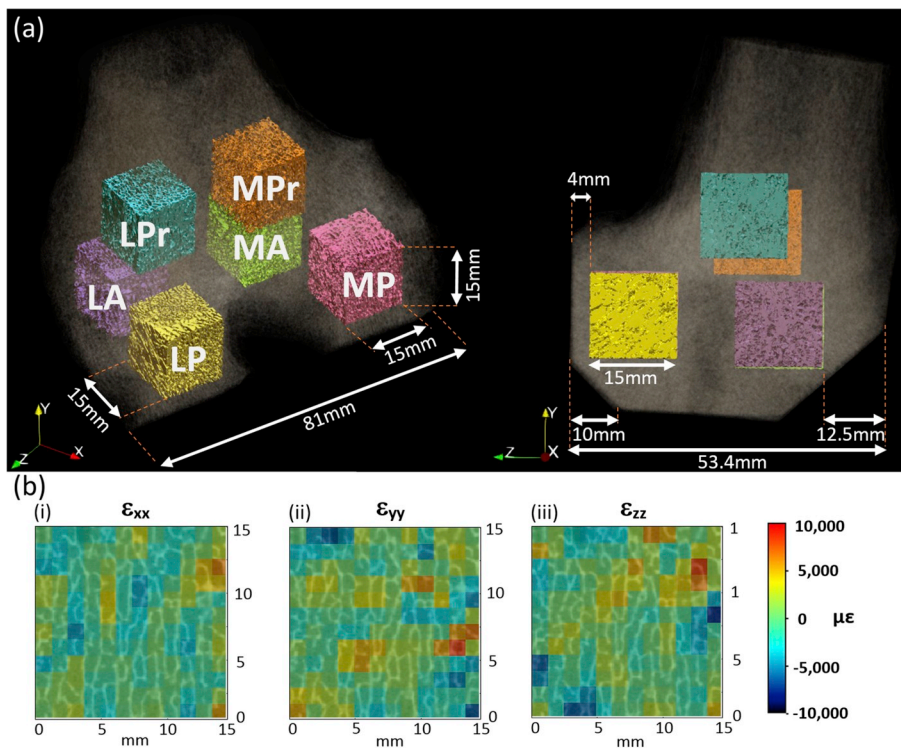 (a)
MPr
LPr
MA
LA
MP
LP
15mm
15mm
15mm
81mm
Y
X
Z
4mm
15mm
10mm
12.5mm
53.4mm
Y
Z
X
(b)
(i)
εxx
(ii)
εyy
(iii)
εzz
15
10
5
0
0
5
10
15
mm
15
10
5
0
0
5
10
15
mm
1
1
5
0
0
5
10
15
mm
10,000
5,000
0
-5,000
-10,000
με